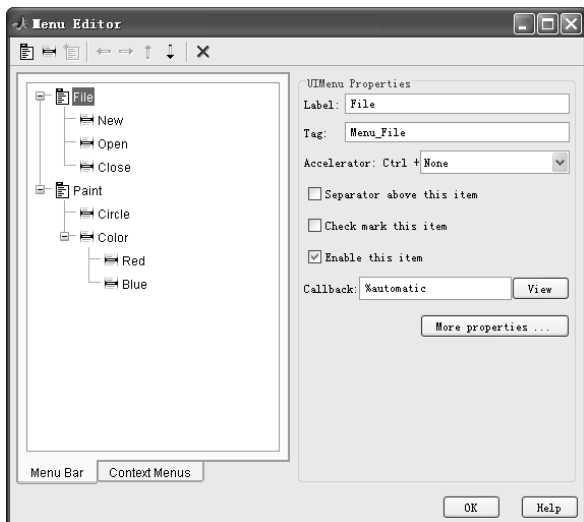 Menu Editor
File
New
Open
Close
Paint
Circle
Color
Red
Blue
Menu Bar
Context Menus
UIMenu Properties
Label: File
Tag: Menu_File
Accelerator: Ctrl + None
Separator above this item
Check mark this item
Enable this item
Callback: %automatic View
More properties ...
OK Help